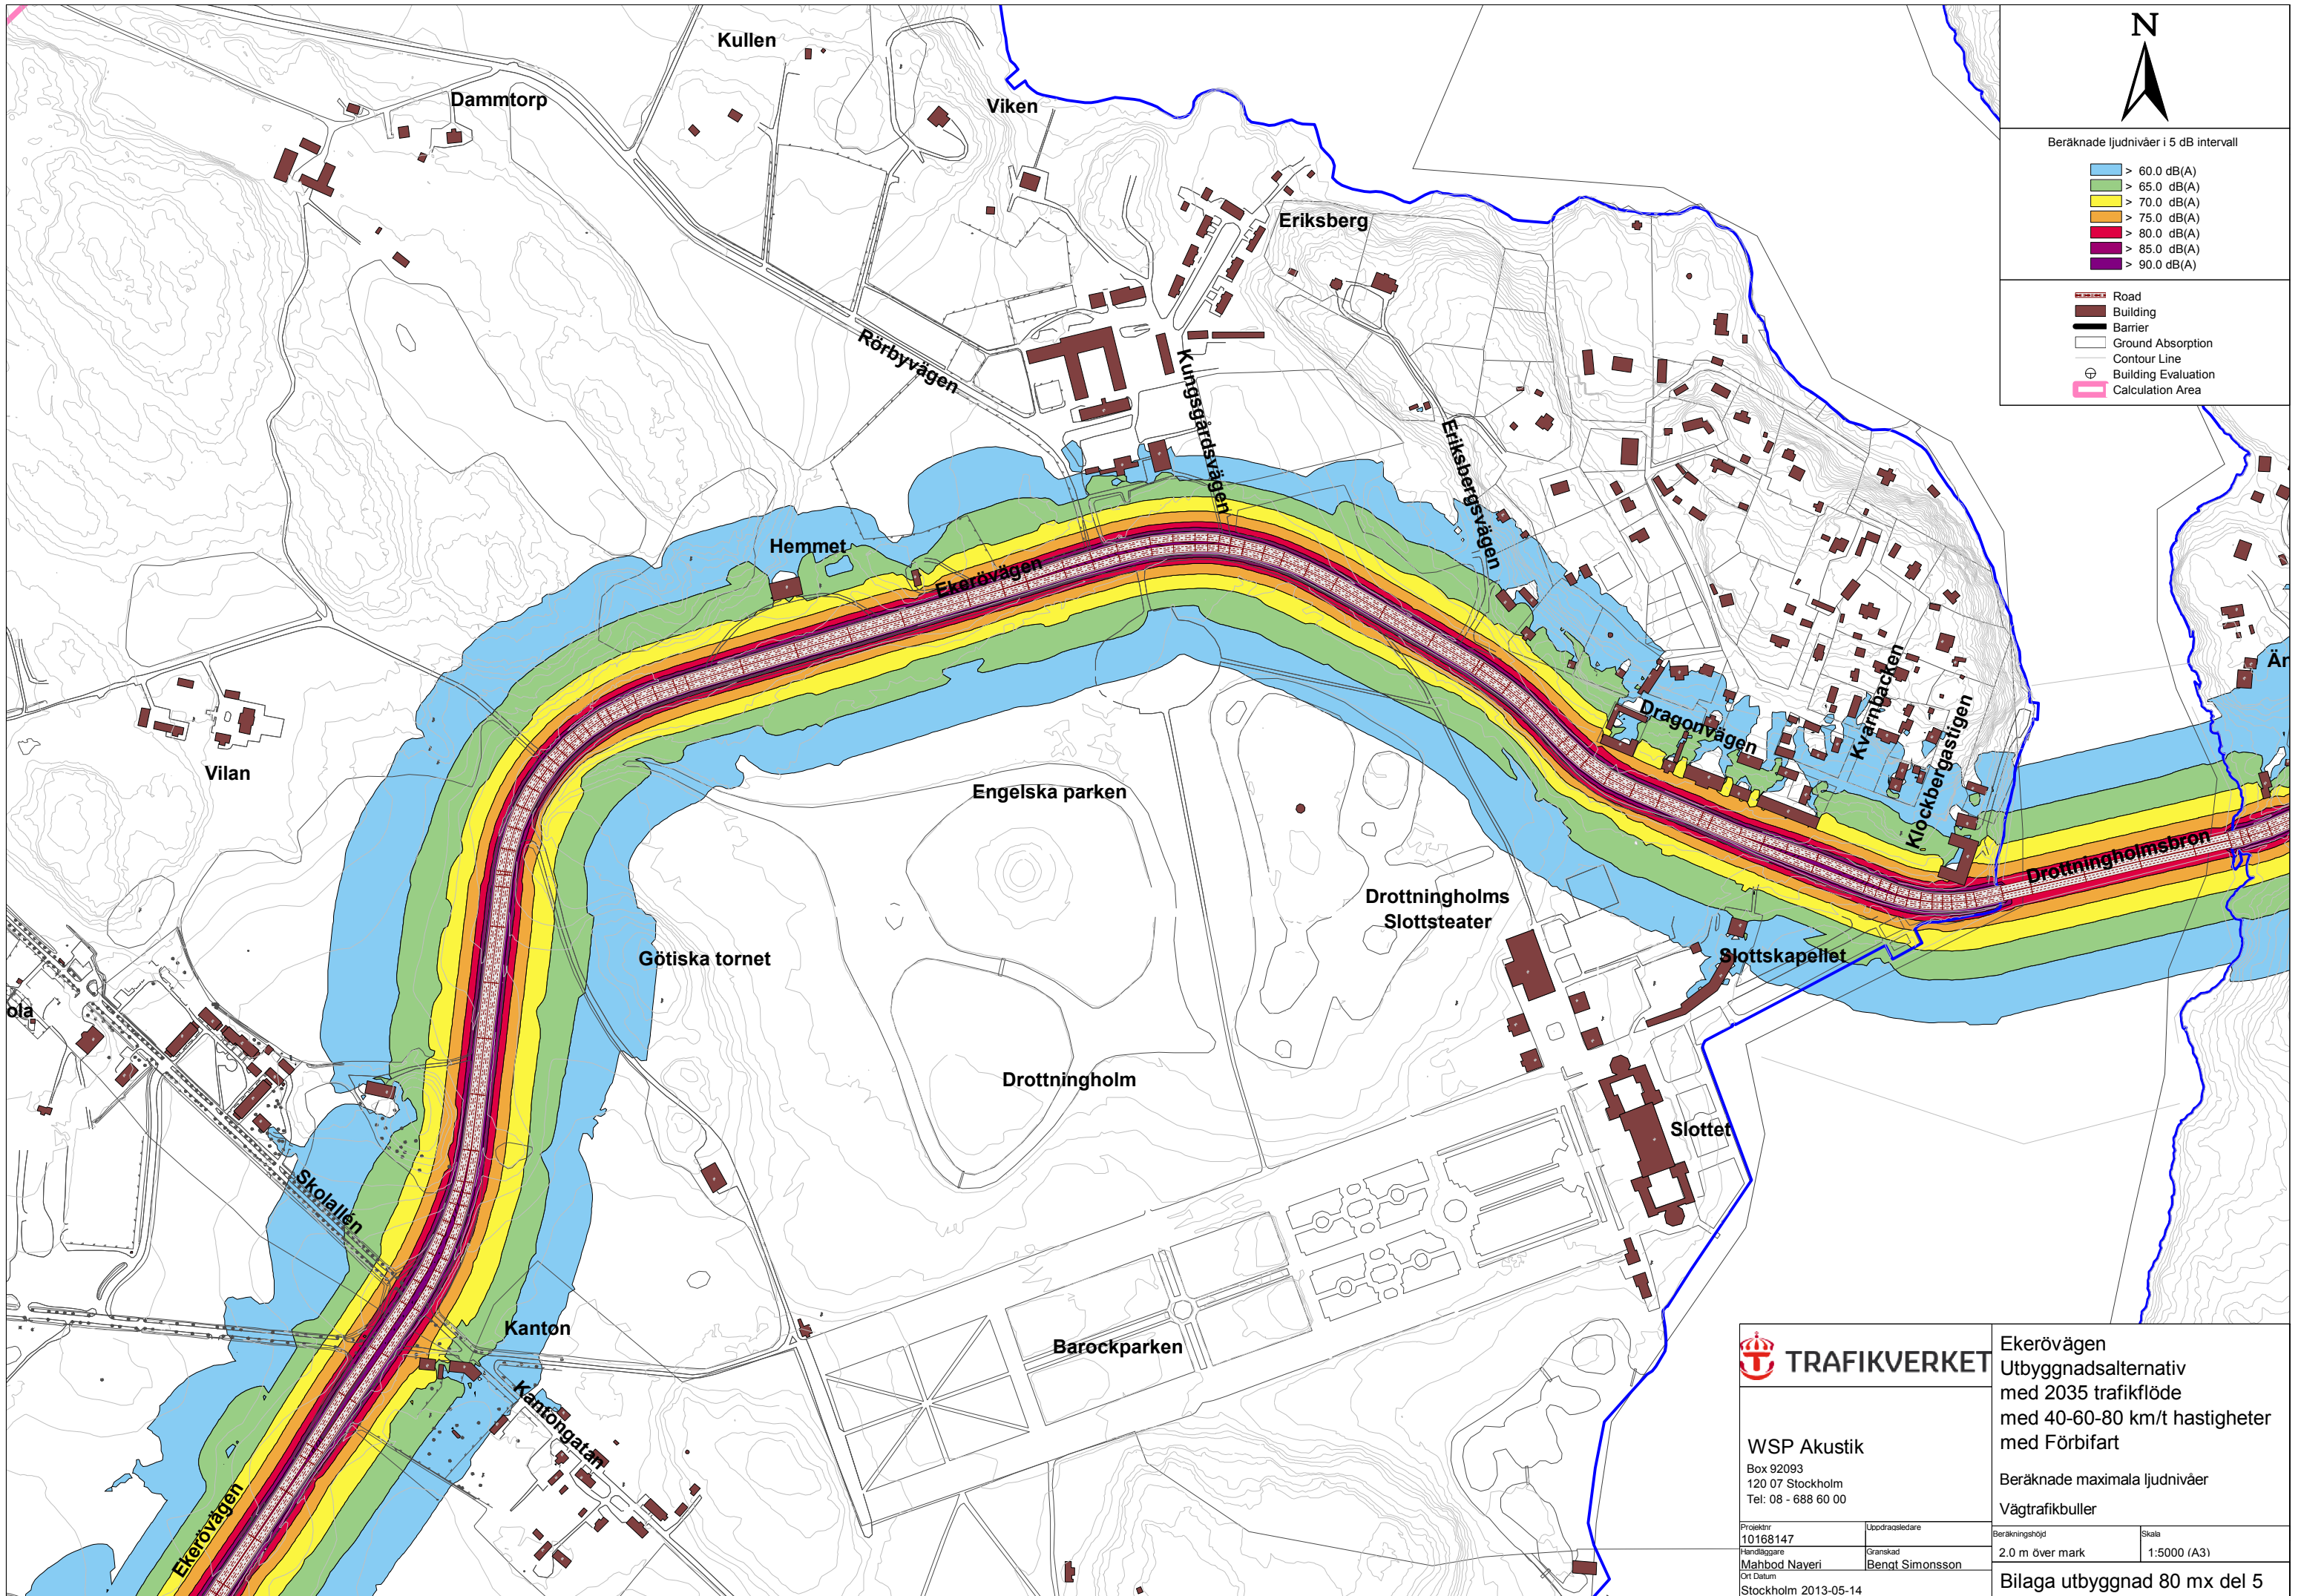 N
Beräknade ljudnivåer i 5 dB intervall
> 60.0 dB(A)
> 65.0 dB(A)
> 70.0 dB(A)
> 75.0 dB(A)
> 80.0 dB(A)
> 85.0 dB(A)
> 90.0 dB(A)
Road
Building
Barrier
Ground Absorption
Contour Line
Building Evaluation
Calculation Area
Kullen
Dammtorp
Viken
Eriksberg
Rörbyvägen
Kungsgårdsvägen
Eriksbergsvägen
Hemmet
Ekerövägen
Än
Dragonvägen
Kvarnbacken
Klockbergastigen
Vilan
Engelska parken
Drottningholmsbron
Drottningholms
Slottsteater
Götiska tornet
Slottskapellet
ola
Drottningholm
Slottet
Skolallén
Kanton
Barockparken
Kantongatan
Ekerövägen
TRAFIKVERKET
WSP Akustik
Box 92093
120 07 Stockholm
Tel: 08 - 688 60 00
Projektnr
10168147
Uppdragsledare
Handläggare
Mahbod Nayeri
Granskad
Bengt Simonsson
Ort Datum
Stockholm 2013-05-14
Ekerövägen
Utbyggnadsalternativ
med 2035 trafikflöde
med 40-60-80 km/t hastigheter
med Förbifart
Beräknade maximala ljudnivåer
Vägtrafikbuller
Beräkningshöjd
2.0 m över mark
Skala
1:5000 (A3)
Bilaga utbyggnad 80 mx del 5